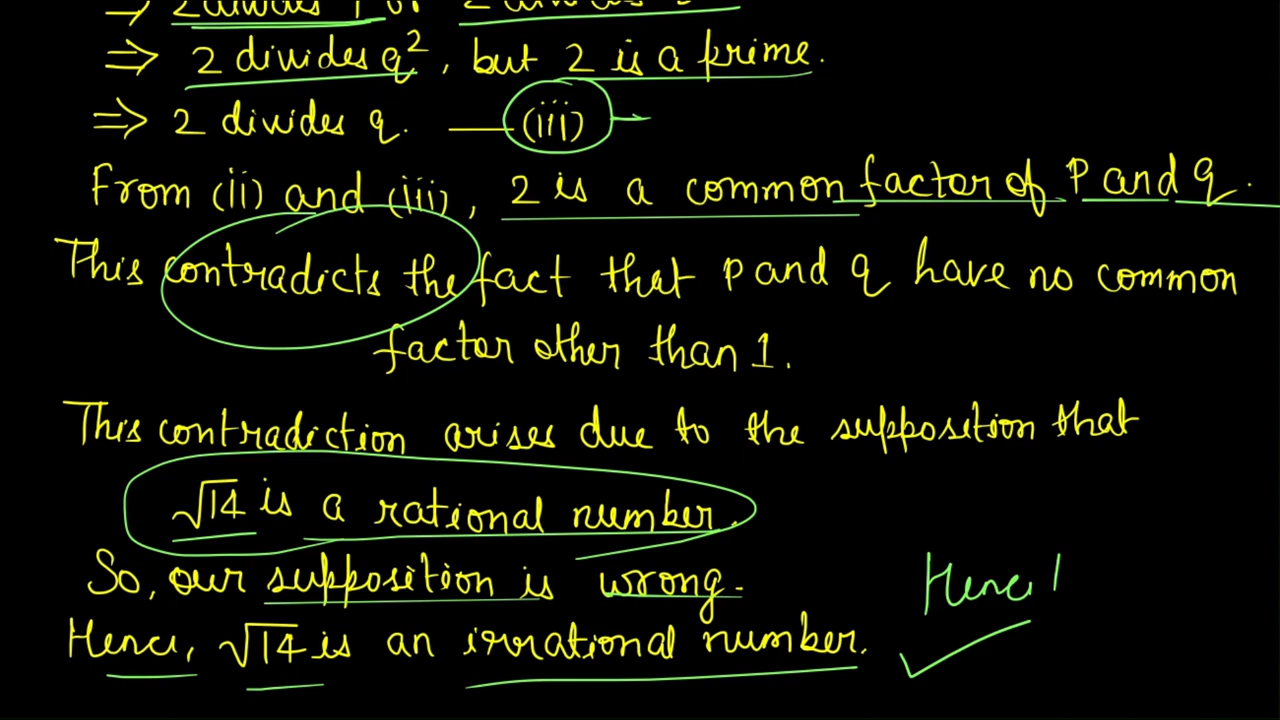 ⇒ 2 divides q², but 2 is a prime.
⇒ 2 divides q. — (iii)
From (ii) and (iii), 2 is a common factor of P and q.
This contradicts the fact that p and q have no common
factor other than 1.
This contradiction arises due to the supposition that
√14 is a rational number.
So, our supposition is wrong.
Hence, √14 is an irrational number.
Henc